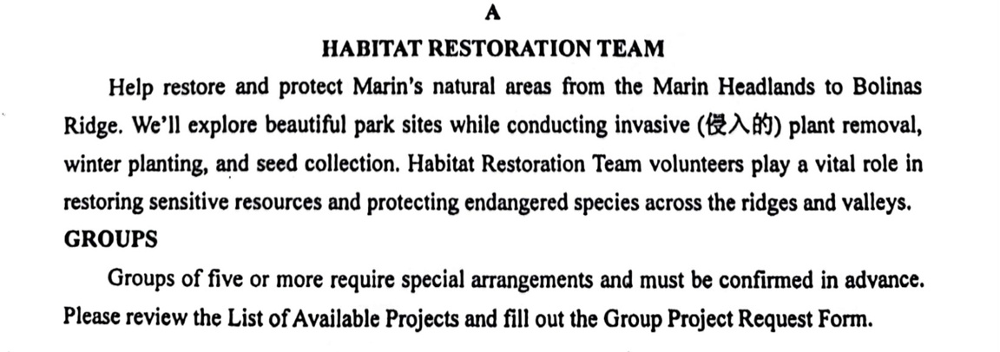 A
HABITAT RESTORATION TEAM
Help restore and protect Marin's natural areas from the Marin Headlands to Bolinas
Ridge. We'll explore beautiful park sites while conducting invasive (侵入的) plant removal,
winter planting, and seed collection. Habitat Restoration Team volunteers play a vital role in
restoring sensitive resources and protecting endangered species across the ridges and valleys.
GROUPS
Groups of five or more require special arrangements and must be confirmed in advance.
Please review the List of Available Projects and fill out the Group Project Request Form.